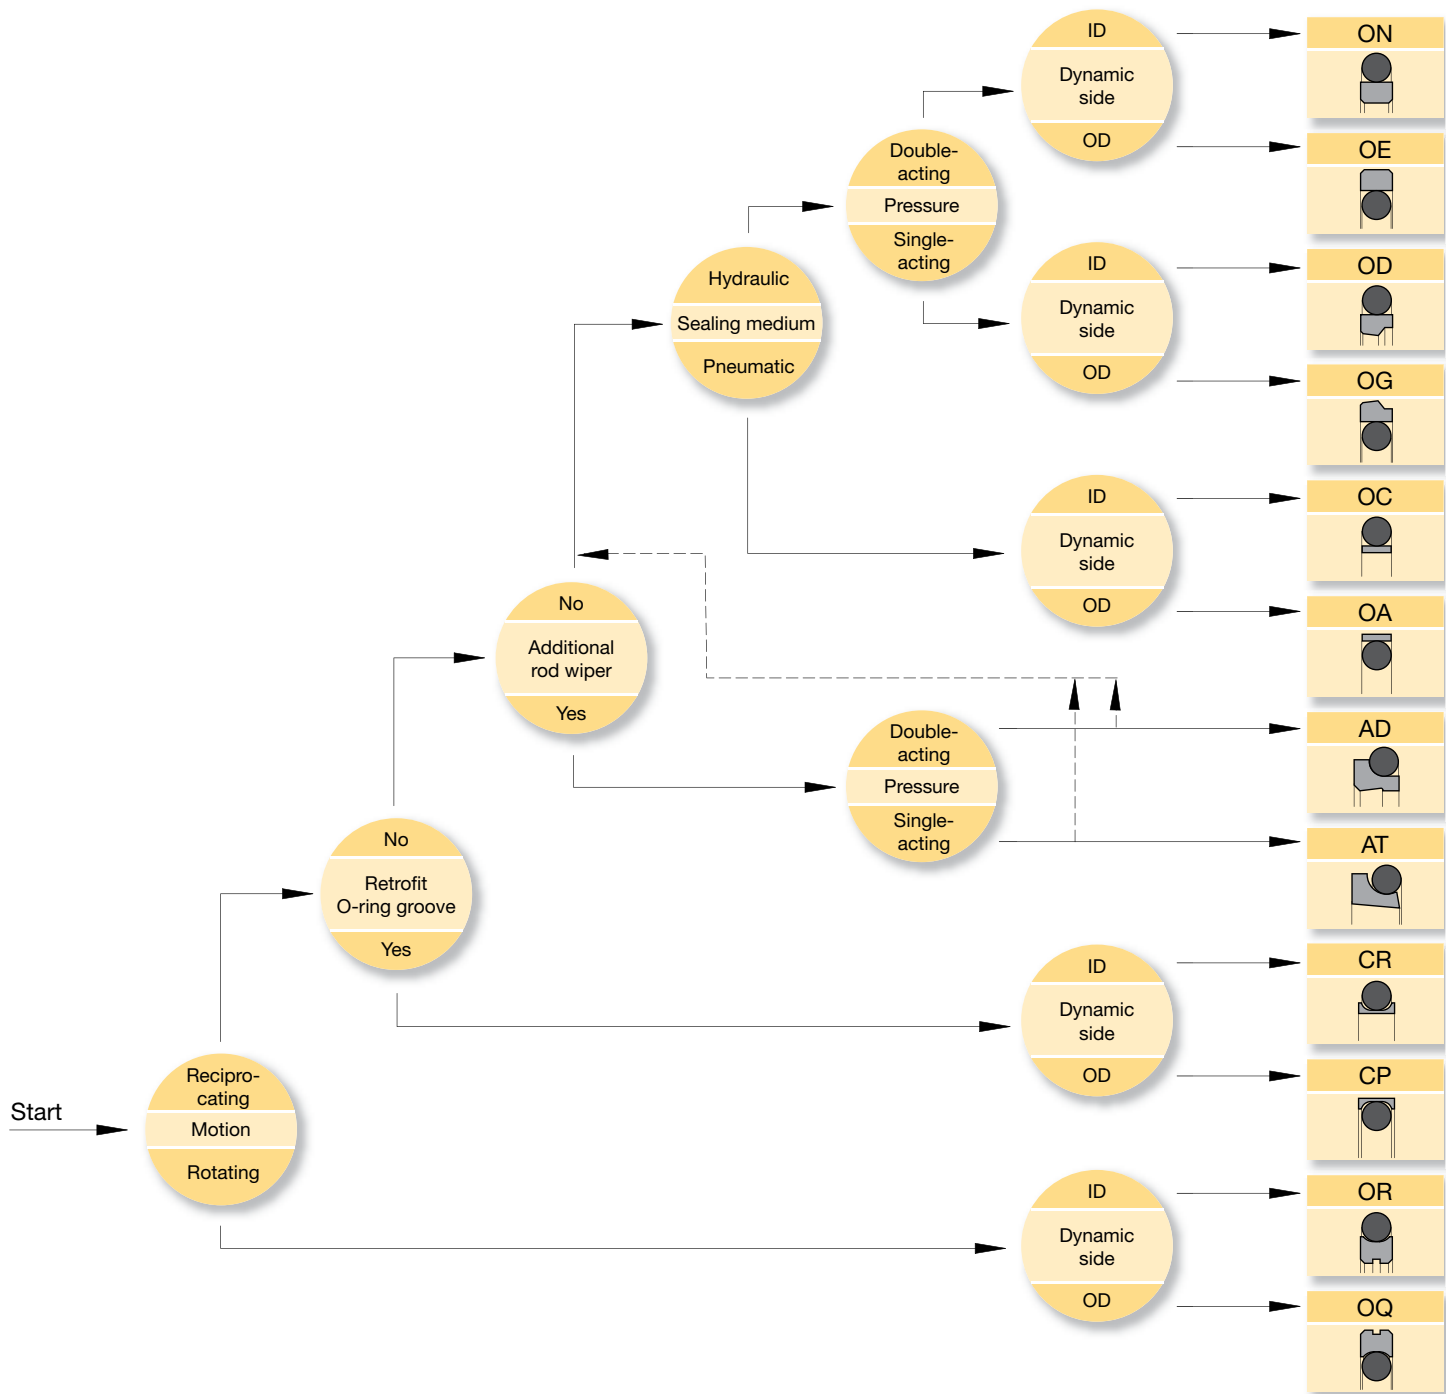 Start
Recipro-
cating
Motion
Rotating
No
Retrofit
O-ring groove
Yes
No
Additional
rod wiper
Yes
Hydraulic
Sealing medium
Pneumatic
Double-
acting
Pressure
Single-
acting
Double-
acting
Pressure
Single-
acting
ID
Dynamic
side
OD
ID
Dynamic
side
OD
ID
Dynamic
side
OD
ID
Dynamic
side
OD
ID
Dynamic
side
OD
ON
OE
OD
OG
OC
OA
AD
AT
CR
CP
OR
OQ